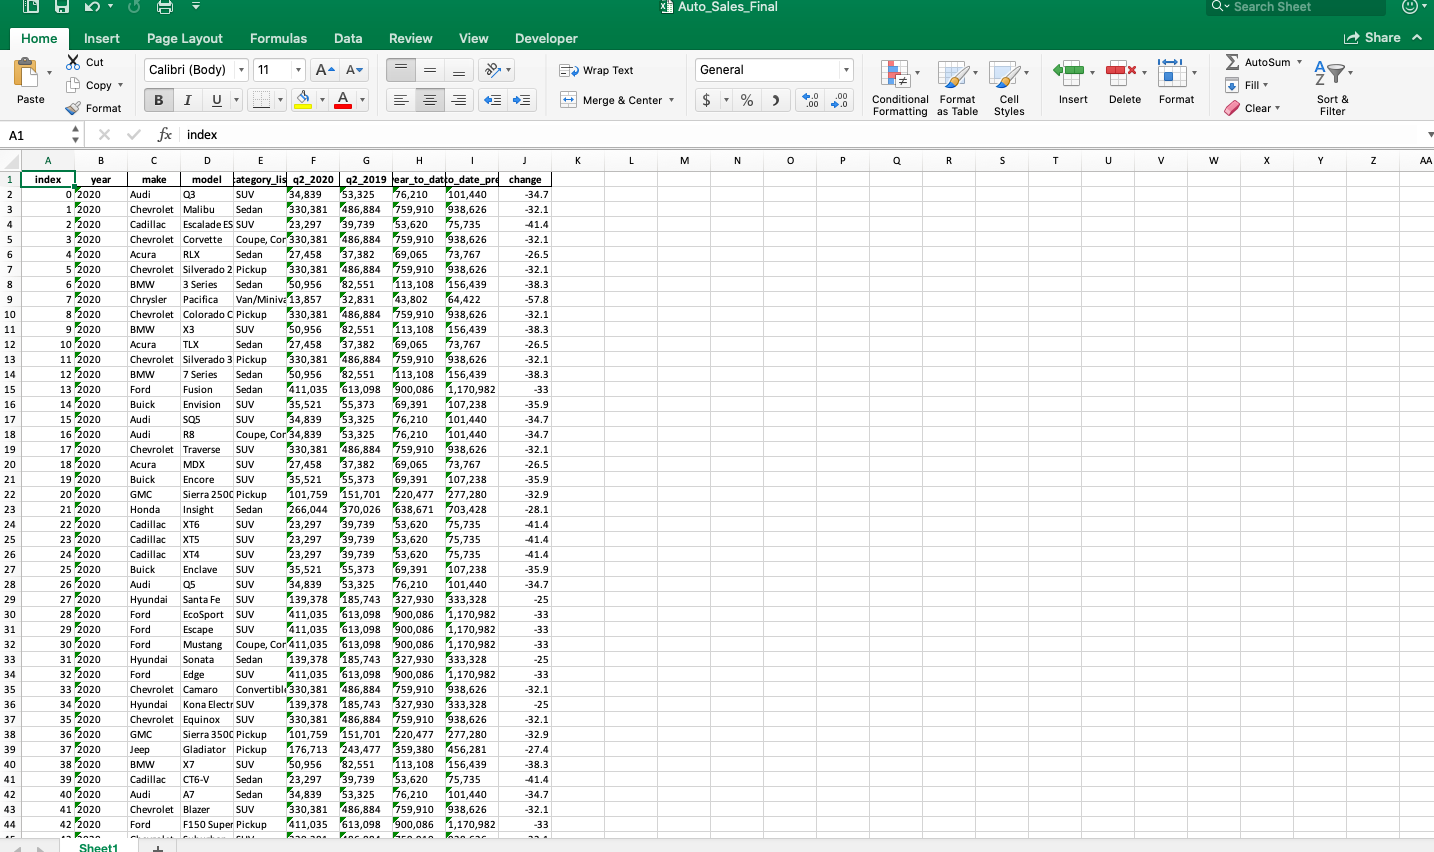 Auto_Sales_Final
Search Sheet
Home Insert Page Layout Formulas Data Review View Developer Share
Paste Cut Copy Format
Calibri (Body) 11 A A
B I U A
Wrap Text
Merge & Center
General
$ %
Conditional Formatting Format as Table Cell Styles
Insert Delete Format
AutoSum Fill Clear
Sort & Filter
A1 fx index
A B C D E F G H I J K L M N O P Q R S T U V W X Y Z AA
1 index year make model ategory_lis q2_2020 q2_2019 ear_to_dat to_date_pre change
2 0 2020 Audi Q3 SUV 34,839 53,325 76,210 101,440 -34.7
3 1 2020 Chevrolet Malibu Sedan 330,381 486,884 759,910 938,626 -32.1
4 2 2020 Cadillac Escalade ES SUV 23,297 39,739 53,620 75,735 -41.4
5 3 2020 Chevrolet Corvette Coupe, Con 330,381 486,884 759,910 938,626 -32.1
6 4 2020 Acura RLX Sedan 27,458 37,382 69,065 73,767 -26.5
7 5 2020 Chevrolet Silverado 2 Pickup 330,381 486,884 759,910 938,626 -32.1
8 6 2020 BMW 3 Series Sedan 50,956 82,551 113,108 156,439 -38.3
9 7 2020 Chrysler Pacifica Van/Miniva 13,857 32,831 43,802 64,422 -57.8
10 8 2020 Chevrolet Colorado C Pickup 330,381 486,884 759,910 938,626 -32.1
11 9 2020 BMW X3 SUV 50,956 82,551 113,108 156,439 -38.3
12 10 2020 Acura TLX Sedan 27,458 37,382 69,065 73,767 -26.5
13 11 2020 Chevrolet Silverado 3 Pickup 330,381 486,884 759,910 938,626 -32.1
14 12 2020 BMW 7 Series Sedan 50,956 82,551 113,108 156,439 -38.3
15 13 2020 Ford Fusion Sedan 411,035 613,098 900,086 1,170,982 -33
16 14 2020 Buick Envision SUV 35,521 55,373 69,391 107,238 -35.9
17 15 2020 Audi SQ5 SUV 34,839 53,325 76,210 101,440 -34.7
18 16 2020 Audi R8 Coupe, Con 34,839 53,325 76,210 101,440 -34.7
19 17 2020 Chevrolet Traverse SUV 330,381 486,884 759,910 938,626 -32.1
20 18 2020 Acura MDX SUV 27,458 37,382 69,065 73,767 -26.5
21 19 2020 Buick Encore SUV 35,521 55,373 69,391 107,238 -35.9
22 20 2020 GMC Sierra 2500 Pickup 101,759 151,701 220,477 277,280 -32.9
23 21 2020 Honda Insight Sedan 266,044 370,026 638,671 703,428 -28.1
24 22 2020 Cadillac XT6 SUV 23,297 39,739 53,620 75,735 -41.4
25 23 2020 Cadillac XT5 SUV 23,297 39,739 53,620 75,735 -41.4
26 24 2020 Cadillac XT4 SUV 23,297 39,739 53,620 75,735 -41.4
27 25 2020 Buick Enclave SUV 35,521 55,373 69,391 107,238 -35.9
28 26 2020 Audi Q5 SUV 34,839 53,325 76,210 101,440 -34.7
29 27 2020 Hyundai Santa Fe SUV 139,378 185,743 327,930 333,328 -25
30 28 2020 Ford EcoSport SUV 411,035 613,098 900,086 1,170,982 -33
31 29 2020 Ford Escape SUV 411,035 613,098 900,086 1,170,982 -33
32 30 2020 Ford Mustang Coupe, Con 411,035 613,098 900,086 1,170,982 -33
33 31 2020 Hyundai Sonata Sedan 139,378 185,743 327,930 333,328 -25
34 32 2020 Ford Edge SUV 411,035 613,098 900,086 1,170,982 -33
35 33 2020 Chevrolet Camaro Convertible 330,381 486,884 759,910 938,626 -32.1
36 34 2020 Hyundai Kona Electr SUV 139,378 185,743 327,930 333,328 -25
37 35 2020 Chevrolet Equinox SUV 330,381 486,884 759,910 938,626 -32.1
38 36 2020 GMC Sierra 3500 Pickup 101,759 151,701 220,477 277,280 -32.9
39 37 2020 Jeep Gladiator Pickup 176,713 243,477 359,380 456,281 -27.4
40 38 2020 BMW X7 SUV 50,956 82,551 113,108 156,439 -38.3
41 39 2020 Cadillac CT6-V Sedan 23,297 39,739 53,620 75,735 -41.4
42 40 2020 Audi A7 Sedan 34,839 53,325 76,210 101,440 -34.7
43 41 2020 Chevrolet Blazer SUV 330,381 486,884 759,910 938,626 -32.1
44 42 2020 Ford F150 Super Pickup 411,035 613,098 900,086 1,170,982 -33
Sheet1 +